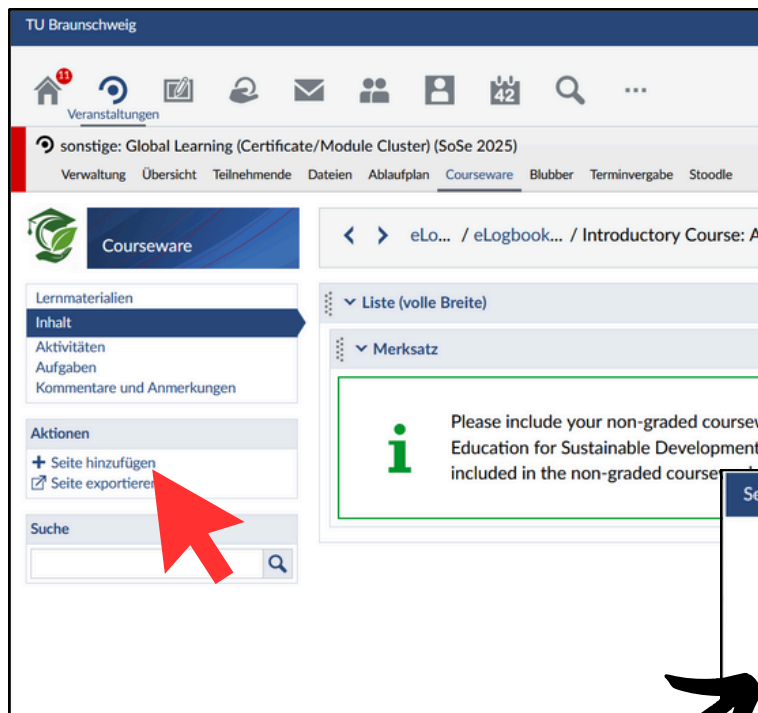 TU Braunschweig
11
42
Veranstaltungen
sonstige: Global Learning (Certificate/Module Cluster) (SoSe 2025)
Verwaltung Übersicht Teilnehmende Dateien Ablaufplan Courseware Blubber Terminvergabe Stoodle
Courseware
eLo... / eLogbook... / Introductory Course: A
Lernmaterialien
Inhalt
Aktivitäten
Aufgaben
Kommentare und Anmerkungen
Aktionen
Seite hinzufügen
Seite exportieren
Suche
Liste (volle Breite)
Merksatz
Please include your non-graded course
Education for Sustainable Development
included in the non-graded course
Se